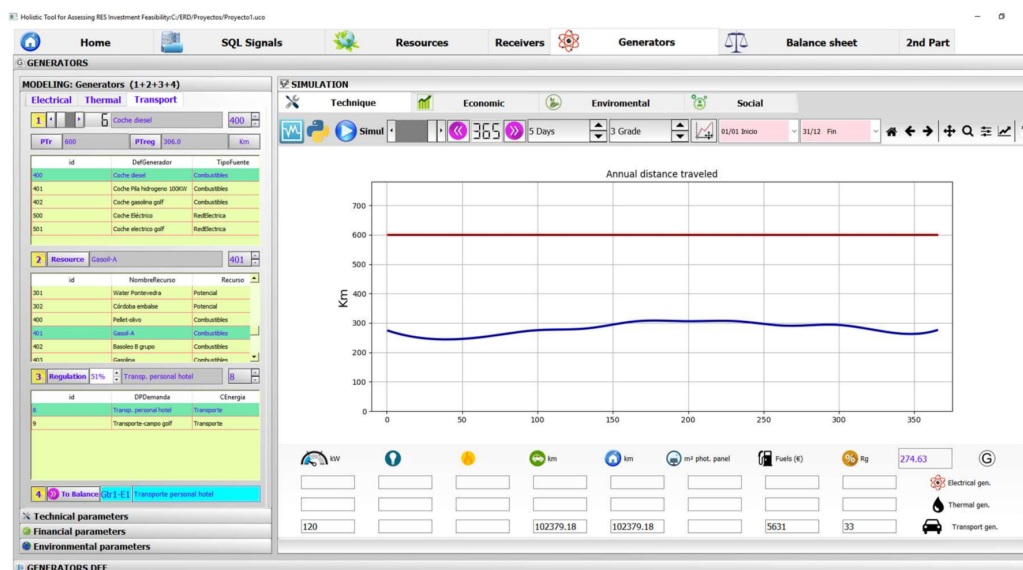 Holistic Tool for Assessing RES Investment Feasibility:C:/ERD/Proyectos/Proyecto1.uco
Home SQL Signals Resources Receivers Generators Balance sheet 2nd Part
GENERATORS
MODELING: Generators (1+2+3+4)
Electrical Thermal Transport
1 6 Coche diesel 400
PTr 600 PTreg 306.0 Km
id DefGenerador TipoFuente
400 Coche diesel Combustibles
401 Coche Pila hidrogeno 100KW Combustibles
402 Coche gasolina golf Combustibles
500 Coche Eléctrico RedElectrica
501 Coche electrico golf RedElectrica
2 Resource Gasoil-A 401
id NombreRecurso Recurso
301 Water Pontevedra Potencial
302 Córdoba embalse Potencial
400 Pellet-olivo Combustibles
401 Gasoil-A Combustibles
402 Basoleo B grupo Combustibles
403 Gasolina Combustibles
3 Regulation 51% Transp. personal hotel 8
id DPDemanda CEnergia
8 Transp. personal hotel Transporte
9 Transporte-campo golf Transporte
4 To Balance Gtr1-E1 Transporte personal hotel
Technical parameters
Financial parameters
Environmental parameters
GENERATORS DEF
SIMULATION
Technique Economic Enviromental Social
Simul 365 5 Days 3 Grade 01/01 Inicio 31/12 Fin
Annual distance traveled
Km
700
600
500
400
300
200
100
0
0 50 100 150 200 250 300 350
kW km km m² phot. panel Fuels (€) % Rg 274.63 G
Electrical gen.
Thermal gen.
120 102379.18 102379.18 5631 33 Transport gen.